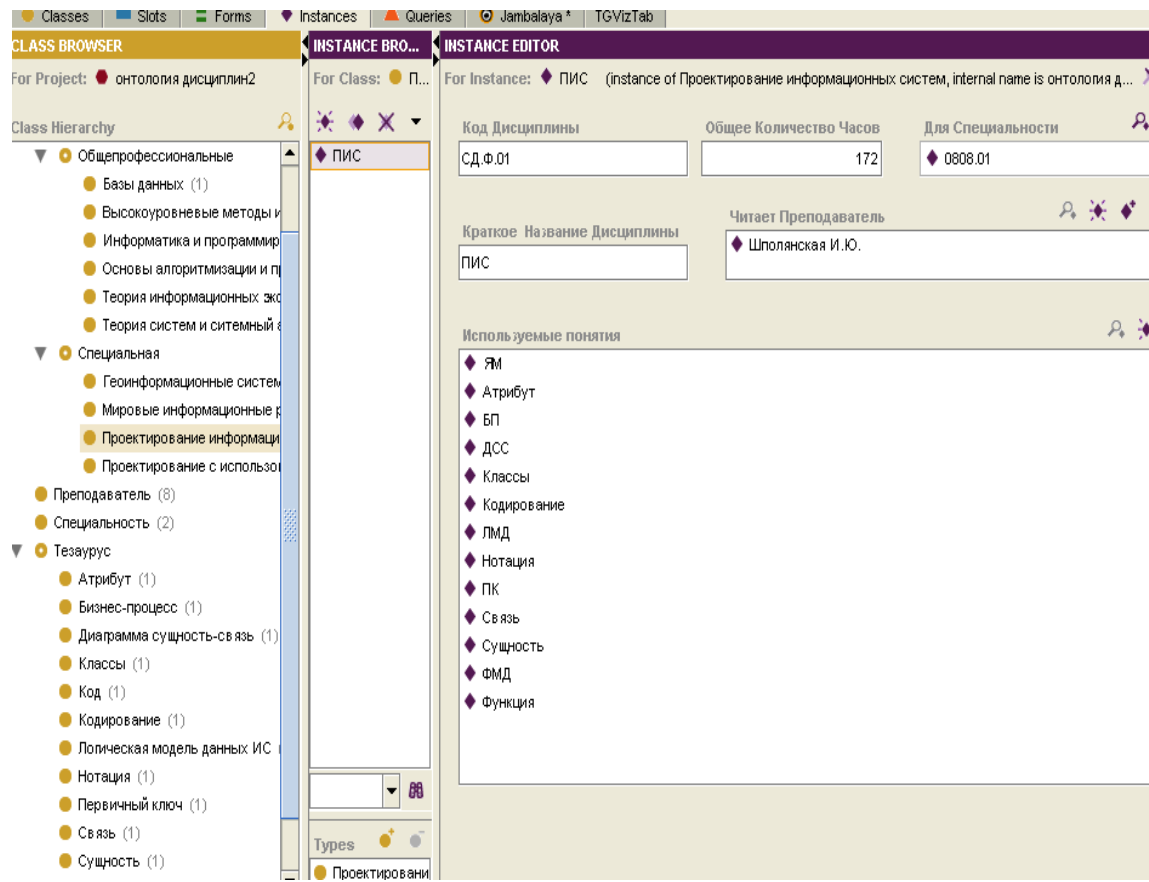 Classes Slots Forms Instances Queries Jambalaya * TGVizTab
CLASS BROWSER
For Project: онтология дисциплин2
Class Hierarchy
Общепрофессиональные
Базы данных (1)
Высокоуровневые методы и
Информатика и программир
Основы алгоритмизации и
Теория информационных
Теория систем и ситемный
Специальная
Геоинформационные систем
Мировые информационные
Проектирование информаци
Проектирование с использо
Преподаватель (8)
Специальность (2)
Тезаурус
Атрибут (1)
Бизнес-процесс (1)
Диаграмма сущность-связь (1)
Классы (1)
Код (1)
Кодирование (1)
Логическая модель данных ИС
Нотация (1)
Первичный ключ (1)
Связь (1)
Сущность (1)
INSTANCE BRO...
For Class: П...
ПИС
Types
Проектировани
INSTANCE EDITOR
For Instance: ПИС (instance of Проектирование информационных систем, internal name is онтология д...
Код Дисциплины
СД.Ф.01
Общее Количество Часов
172
Для Специальности
0808.01
Краткое Название Дисциплины
ПИС
Читает Преподаватель
Шполянская И.Ю.
Используемые понятия
ЯМ
Атрибут
БП
ДСС
Классы
Кодирование
ЛМД
Нотация
ПК
Связь
Сущность
ФМД
Функция